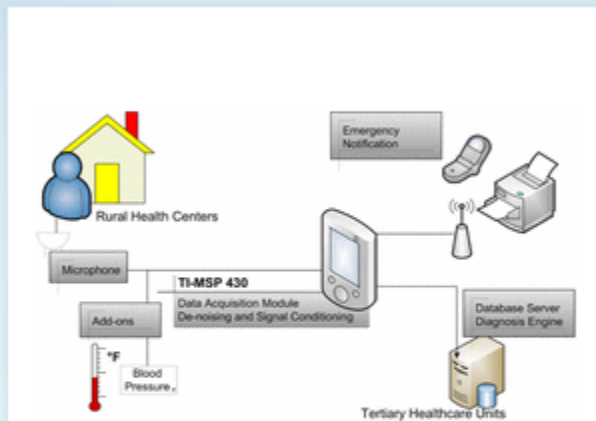 Emergency
Notification
Rural Health Centers
Microphone
TI-MSP 430
Data Acquisition Module
De-noising and Signal Conditioning
Add-ons
Database Server
Diagnosis Engine
°F
Blood
Pressure
Tertiary Healthcare Units